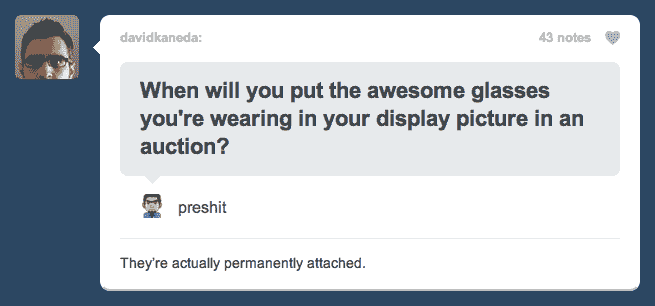 davidkaneda:
43 notes
When will you put the awesome glasses
you're wearing in your display picture in an
auction?
preshit
They're actually permanently attached.